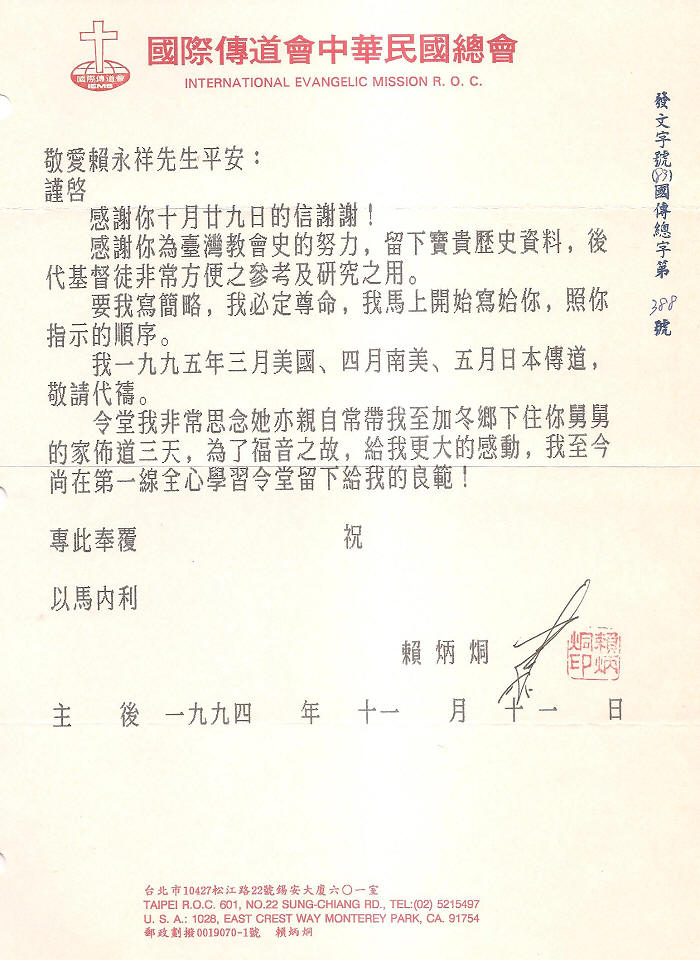 國際傳道會
IEMS
國際傳道會中華民國總會
INTERNATIONAL EVANGELIC MISSION R. O. C.
發文字號(83)國傳總字第 388 號
敬愛賴永祥先生平安：
謹啓
感謝你十月廿九日的信謝謝！
感謝你為臺灣教會史的努力，留下寶貴歷史資料，後
代基督徒非常方便之參考及研究之用。
要我寫簡略，我必定尊命，我馬上開始寫給你，照你
指示的順序。
我一九九五年三月美國、四月南美、五月日本傳道，
敬請代禱。
令堂我非常思念她亦親自常帶我至加冬鄉下住你舅舅
的家佈道三天，為了福音之故，給我更大的感動，我至今
尚在第一線全心學習令堂留下給我的良範！
專此奉覆 祝
以馬內利
賴炳烔
賴炳烔印
主 後 一九九四 年 十一 月 十一 日
台北市10427松江路22號錫安大廈六〇一室
TAIPEI R.O.C. 601, NO.22 SUNG-CHIANG RD., TEL:(02) 5215497
U. S. A.: 1028, EAST CREST WAY MONTEREY PARK, CA. 91754
郵政劃撥0019070-1號 賴炳烔